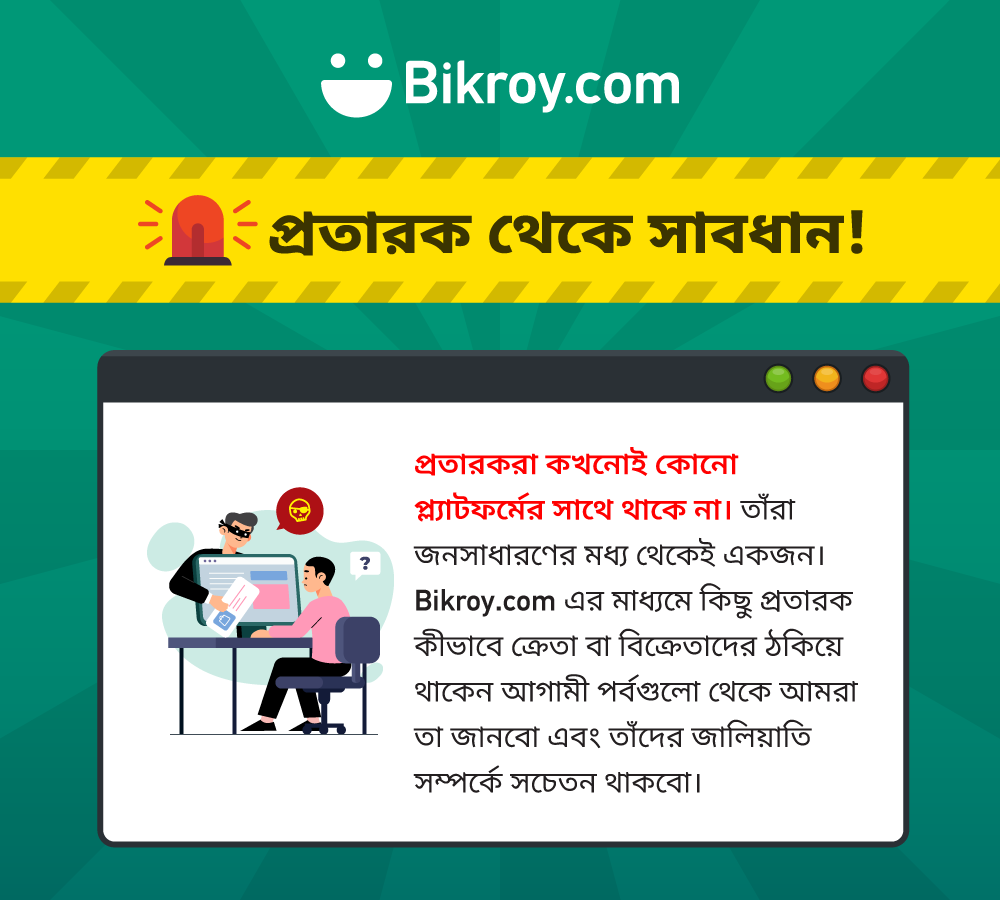 Bikroy.com
প্রতারক থেকে সাবধান!
প্রতারকরা কখনোই কোনো
প্ল্যাটফর্মের সাথে থাকে না। তাঁরা
জনসাধারণের মধ্য থেকেই একজন।
Bikroy.com এর মাধ্যমে কিছু প্রতারক
কীভাবে ক্রেতা বা বিক্রেতাদের ঠকিয়ে
থাকেন আগামী পর্বগুলো থেকে আমরা
তা জানবো এবং তাঁদের জালিয়াতি
সম্পর্কে সচেতন থাকবো।
?